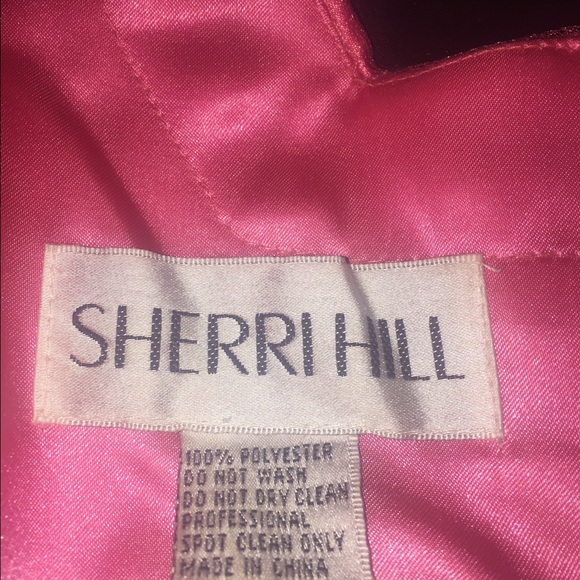 SHERRI HILL
100% POLYESTER
DO NOT WASH
DO NOT DRY CLEAN
PROFESSIONAL
SPOT CLEAN ONLY
MADE IN CHINA